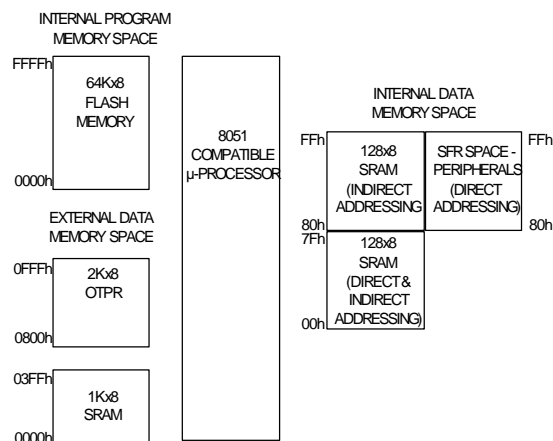 INTERNAL PROGRAM
MEMORY SPACE
FFFFh
64Kx8
FLASH
MEMORY
0000h
EXTERNAL DATA
MEMORY SPACE
0FFFh
2Kx8
OTPR
0800h
03FFh
1Kx8
SRAM
0000h
8051
COMPATIBLE
µ-PROCESSOR
INTERNAL DATA
MEMORY SPACE
FFh
128x8
SRAM
(INDIRECT
ADDRESSING
80h
SFR SPACE -
PERIPHERALS
(DIRECT
ADDRESSING)
FFh
80h
7Fh
128x8
SRAM
(DIRECT &
INDIRECT
ADDRESSING)
00h